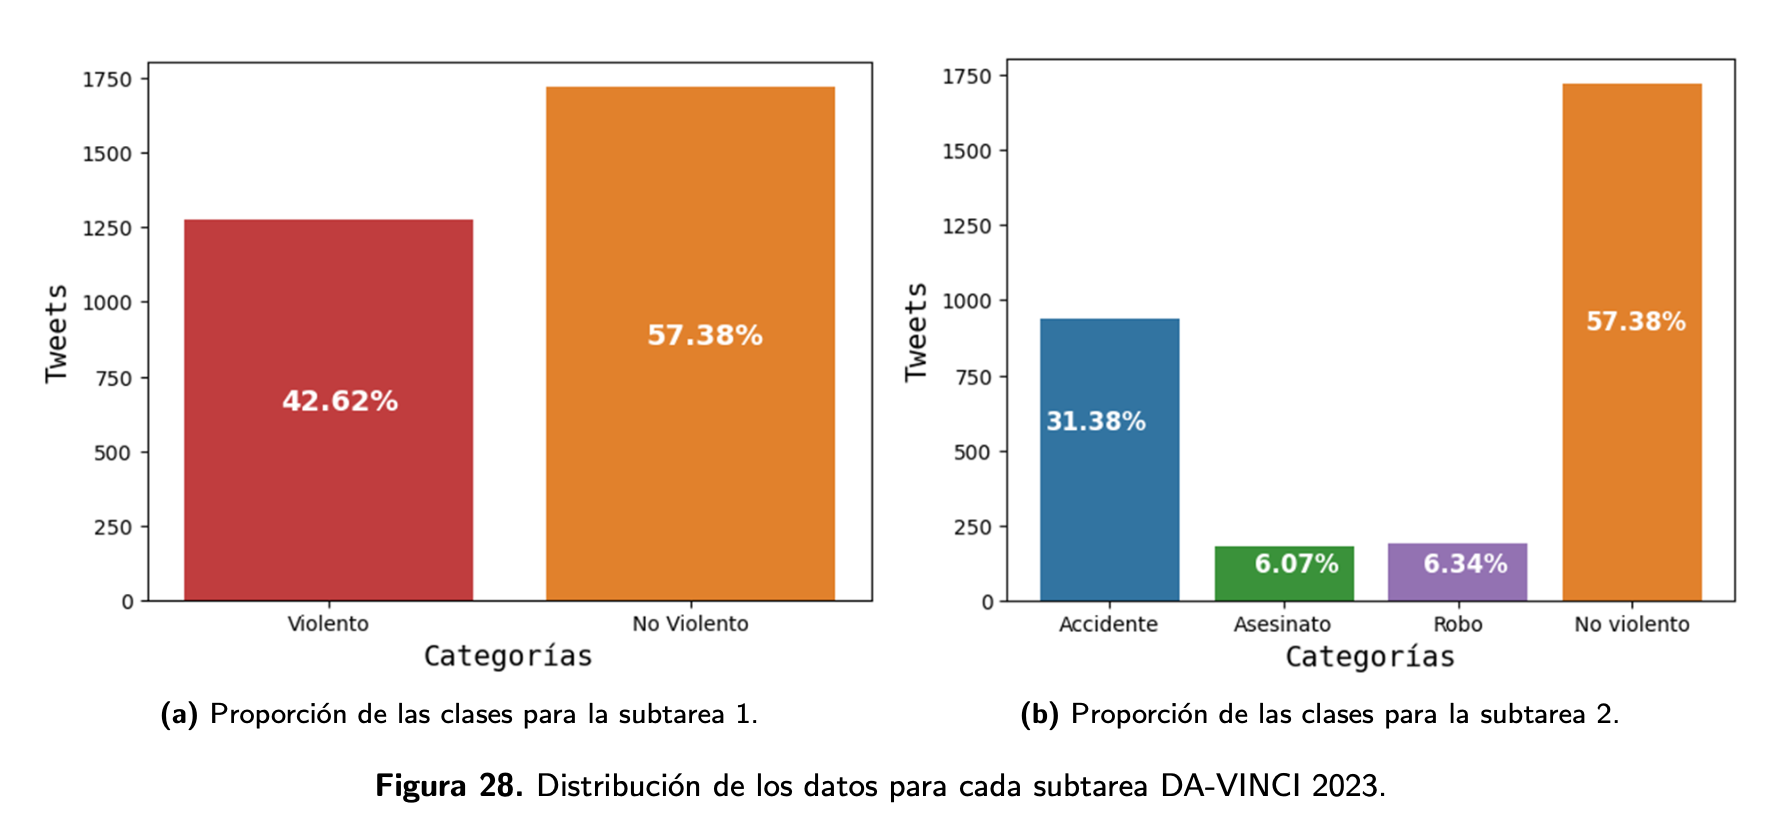 1750
1500
1250
1000
750
500
250
0
Tweets
42.62%
57.38%
Violento
No Violento
Categorías
(a) Proporción de las clases para la subtarea 1.
1750
1500
1250
1000
750
500
250
0
Tweets
31.38%
6.07%
6.34%
57.38%
Accidente
Asesinato
Robo
No violento
Categorías
(b) Proporción de las clases para la subtarea 2.
Figura 28. Distribución de los datos para cada subtarea DA-VINCI 2023.